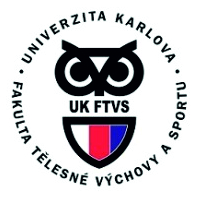 UNIVERZITA KARLOVA
FAKULTA TĚLESNÉ VÝCHOVY A SPORTU
UK FTVS